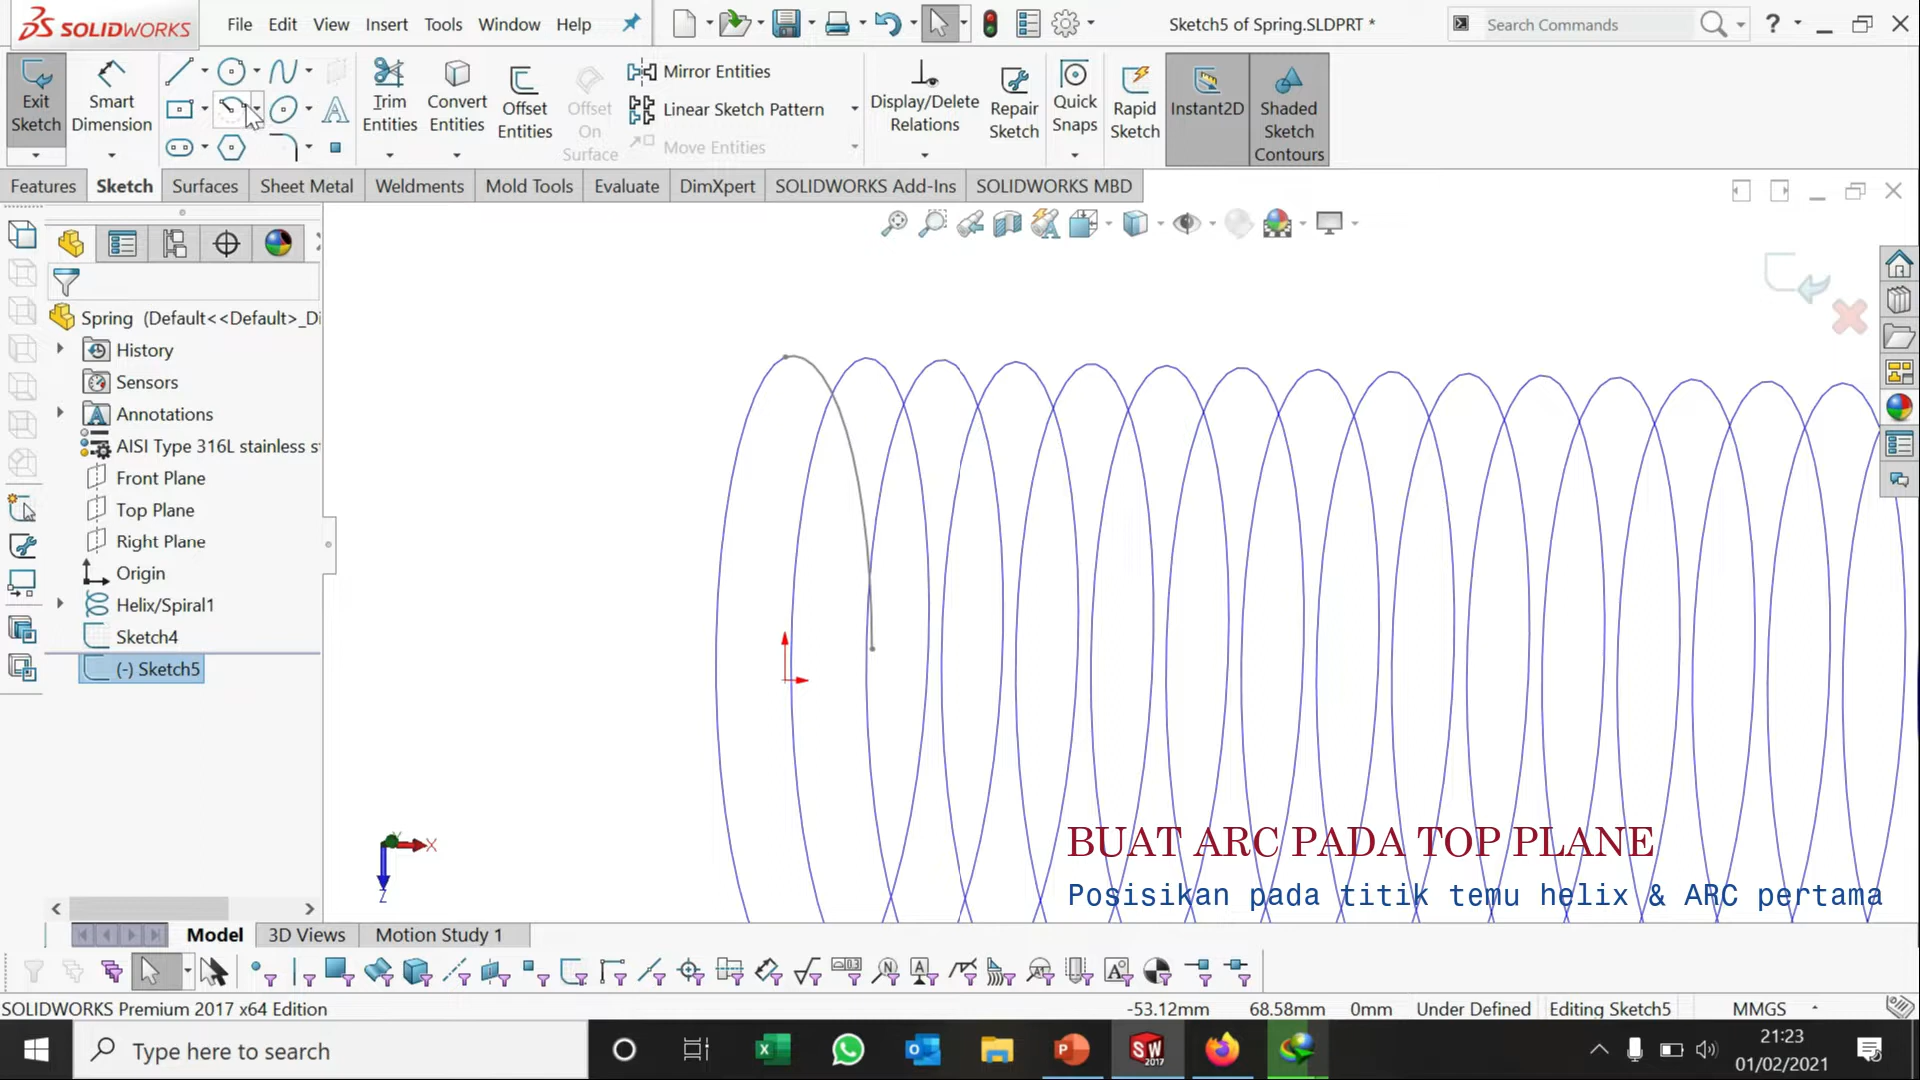 SOLIDWORKS
File Edit View Insert Tools Window Help
Sketch5 of Spring.SLDPRT *
Search Commands
Exit Sketch
Smart Dimension
Trim Entities
Convert Entities
Offset Entities
Offset On Surface
Mirror Entities
Linear Sketch Pattern
Move Entities
Display/Delete Relations
Repair Sketch
Quick Snaps
Rapid Sketch
Instant2D
Shaded Sketch Contours
Features Sketch Surfaces Sheet Metal Weldments Mold Tools Evaluate DimXpert SOLIDWORKS Add-Ins SOLIDWORKS MBD
Spring (Default<<Default>_Di
History
Sensors
Annotations
AISI Type 316L stainless s
Front Plane
Top Plane
Right Plane
Origin
Helix/Spiral1
Sketch4
(-) Sketch5
X
Z
BUAT ARC PADA TOP PLANE
Posisikan pada titik temu helix & ARC pertama
Model 3D Views Motion Study 1
SOLIDWORKS Premium 2017 x64 Edition
-53.12mm 68.58mm 0mm Under Defined Editing Sketch5 MMGS
Type here to search
21:23
01/02/2021